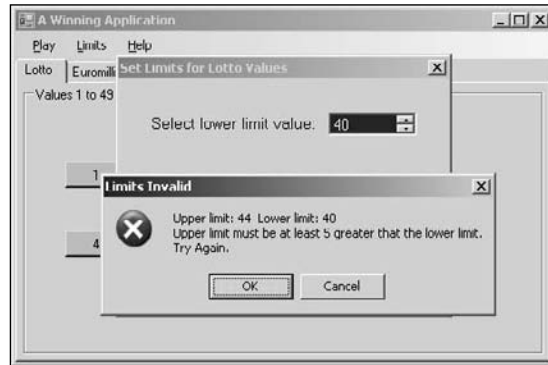 A Winning Application
Play Limits Help
Lotto Euromilli
Set Limits for Lotto Values
Values 1 to 49
Select lower limit value: 40
1
Limits Invalid
Upper limit: 44 Lower limit: 40
Upper limit must be at least 5 greater that the lower limit.
Try Again.
4
OK Cancel